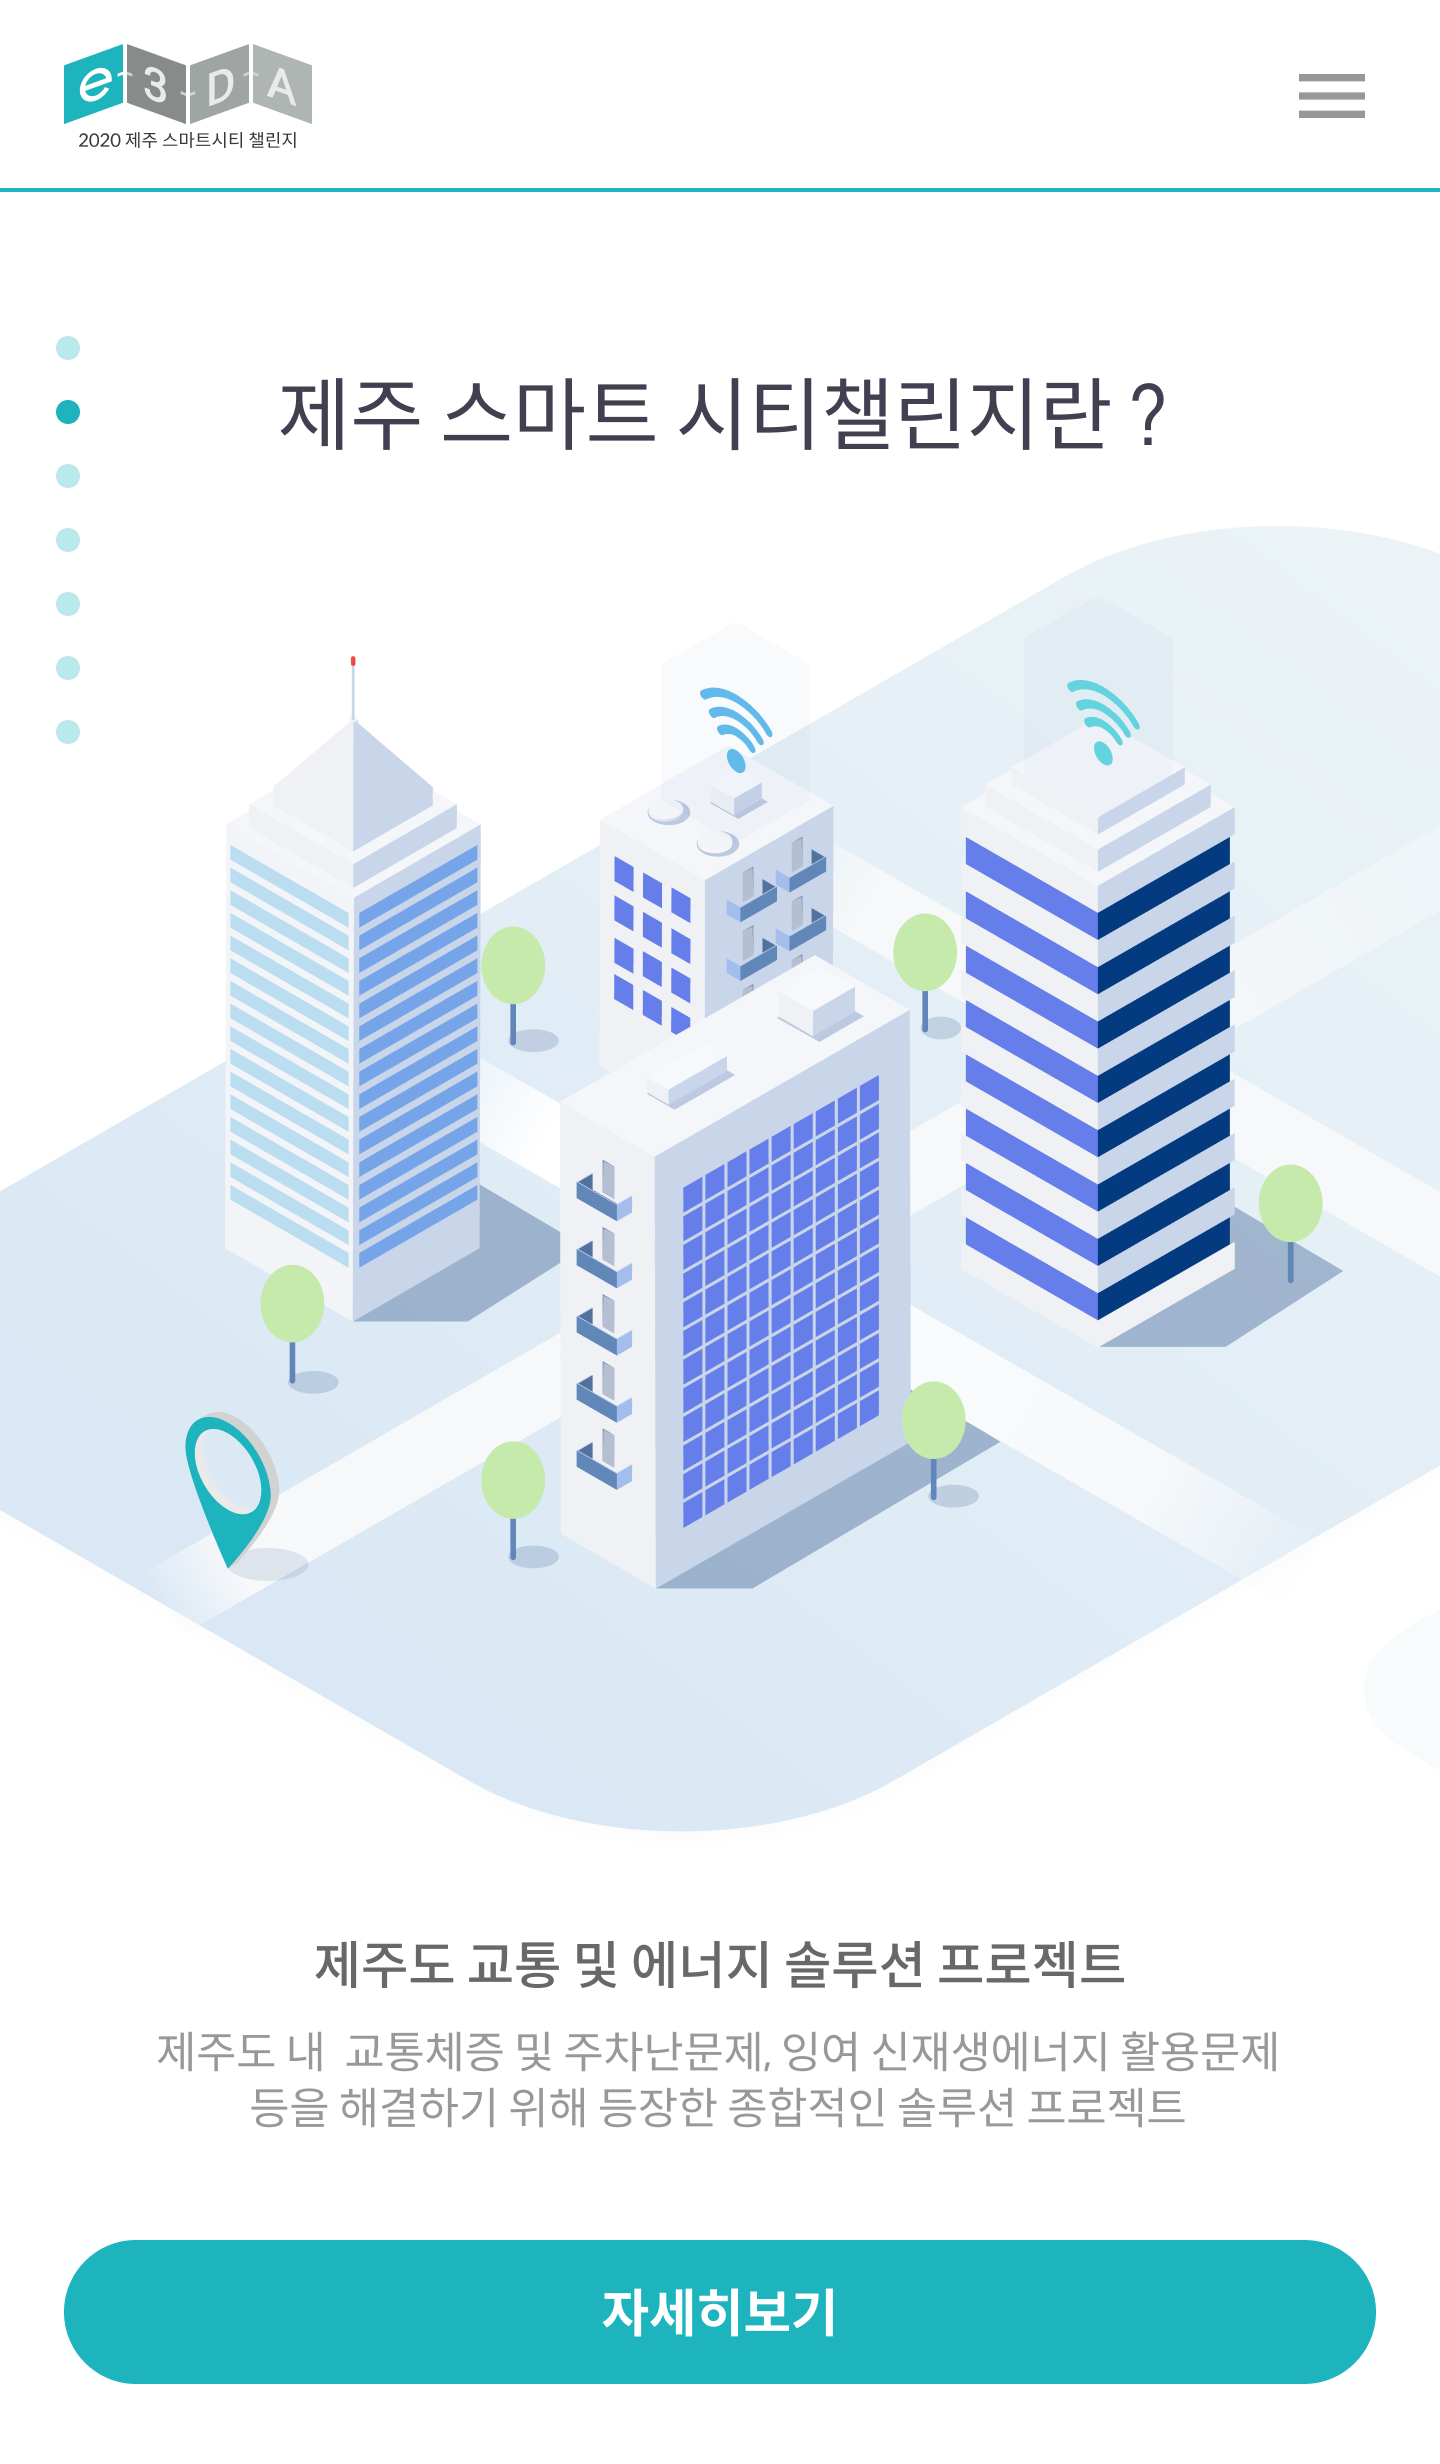 e3DA
2020 제주 스마트시티 챌린지
제주 스마트 시티챌린지란 ?
제주도 교통 및 에너지 솔루션 프로젝트
제주도 내 교통체증 및 주차난문제, 잉여 신재생에너지 활용문제
등을 해결하기 위해 등장한 종합적인 솔루션 프로젝트
자세히보기